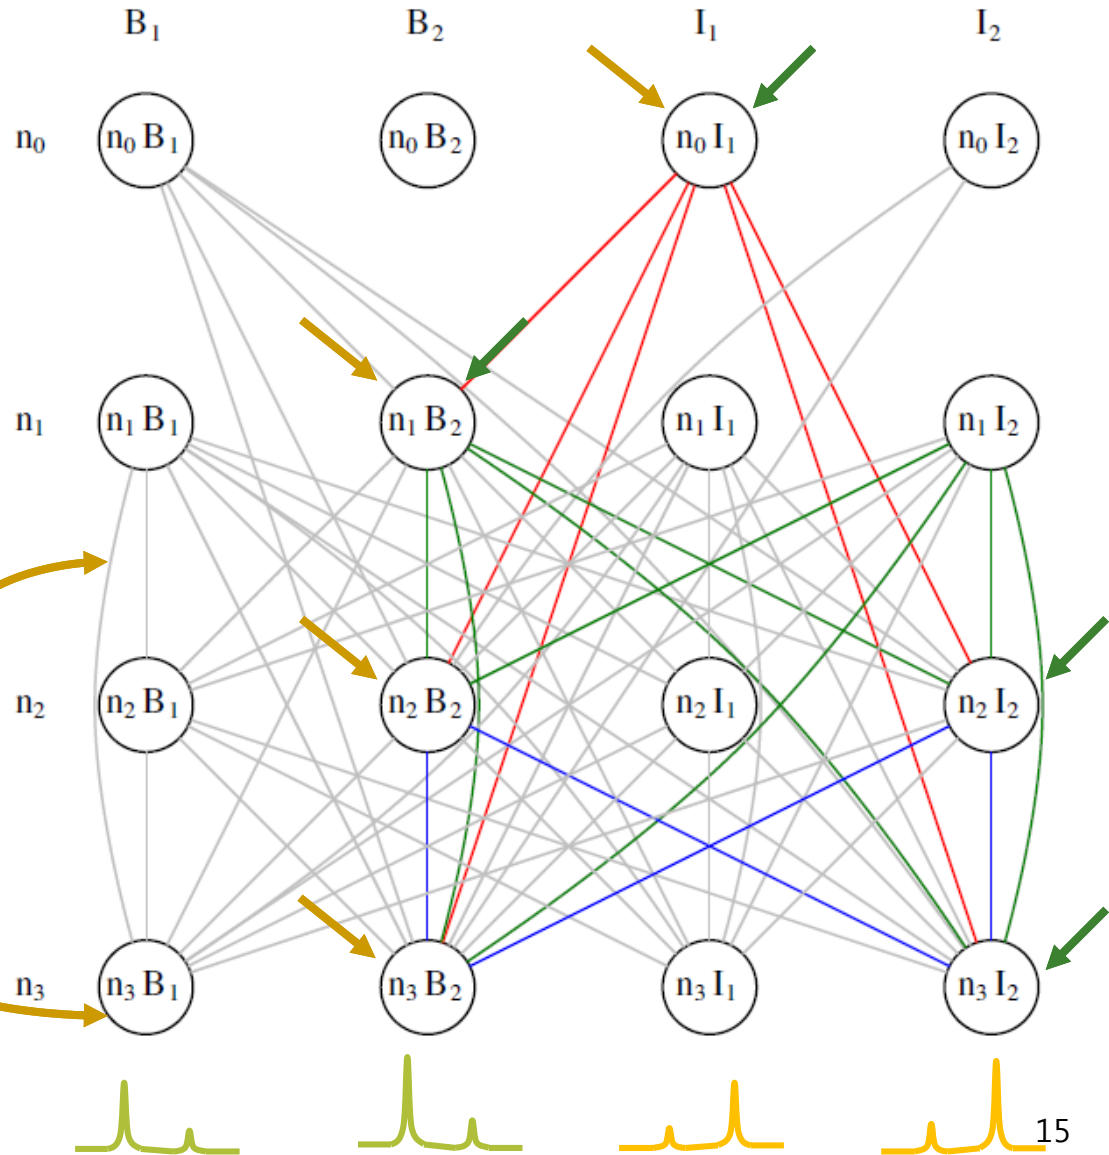 B₁ B₂ I₁ I₂
n₀ n₀ B₁ n₀ B₂ n₀ I₁ n₀ I₂
n₁ n₁ B₁ n₁ B₂ n₁ I₁ n₁ I₂
n₂ n₂ B₁ n₂ B₂ n₂ I₁ n₂ I₂
n₃ n₃ B₁ n₃ B₂ n₃ I₁ n₃ I₂
15